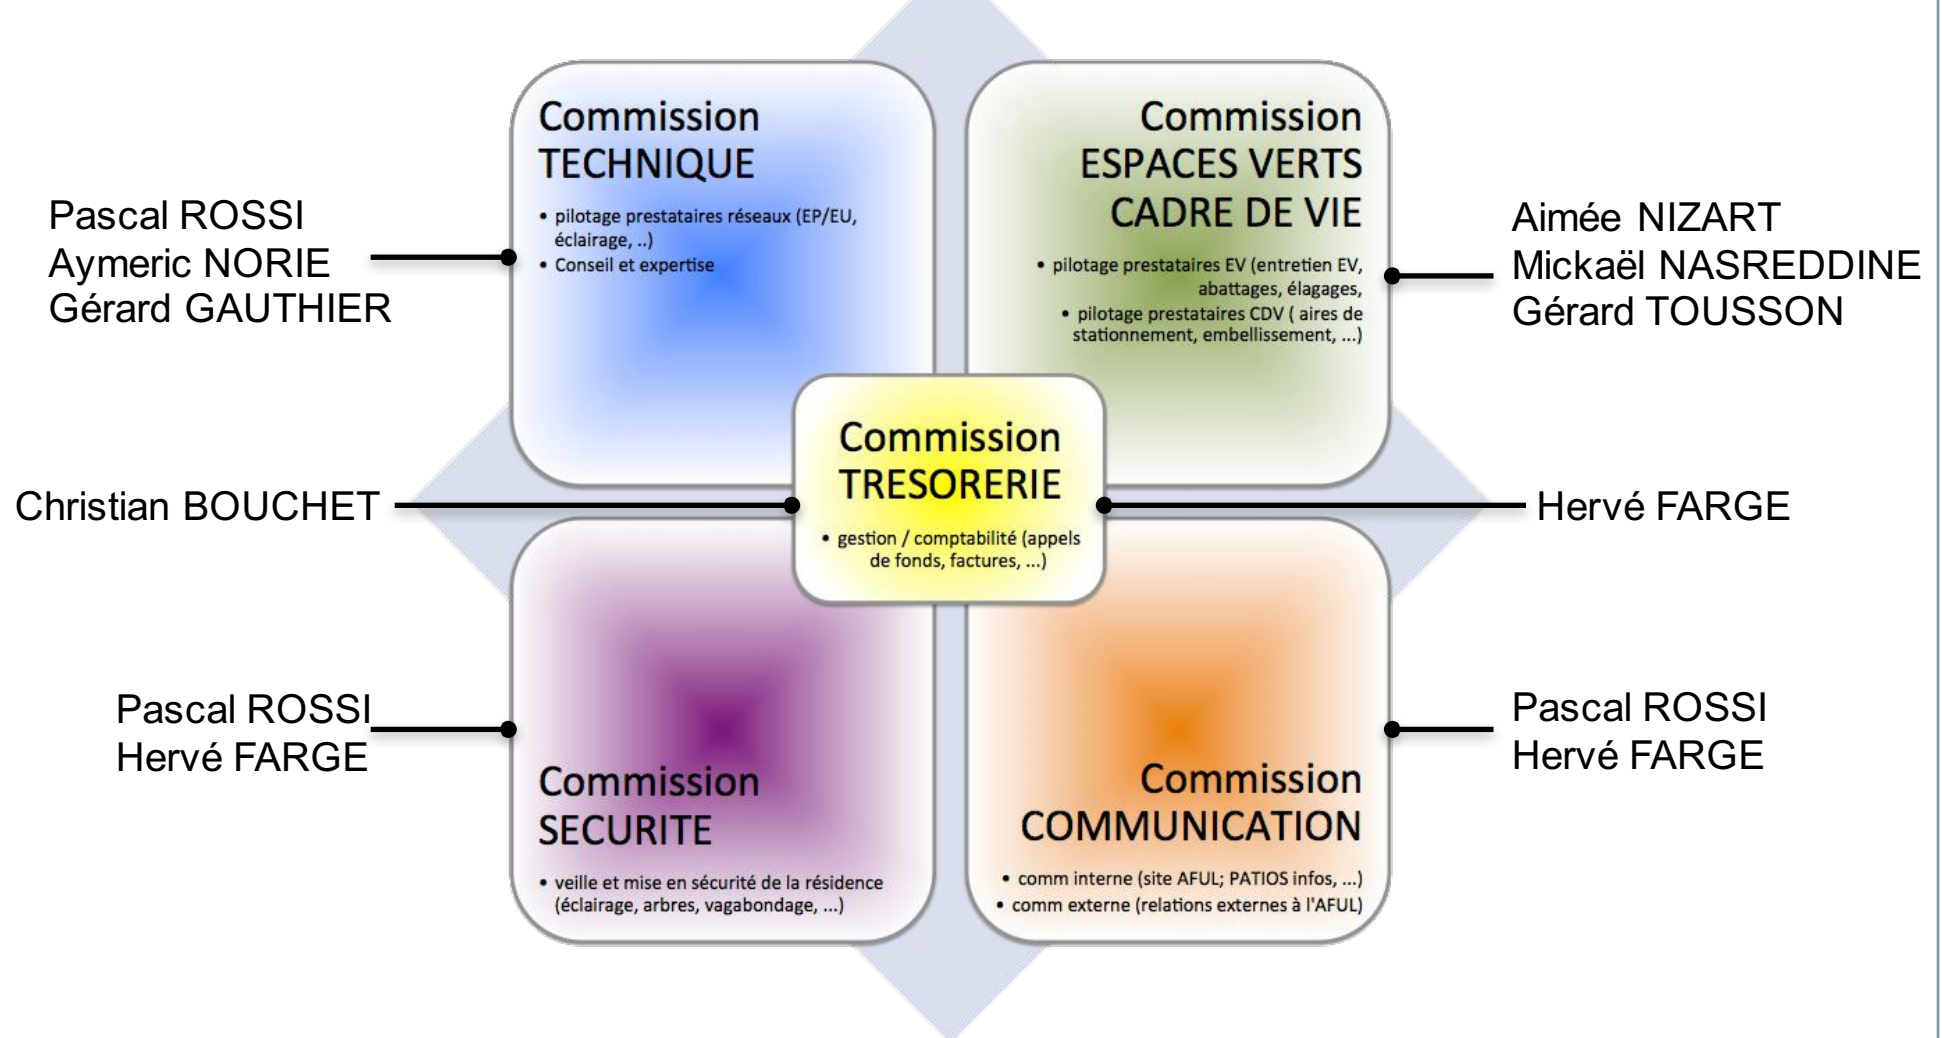 Commission
TECHNIQUE
• pilotage prestataires réseaux (EP/EU,
éclairage, ..)
• Conseil et expertise
Pascal ROSSI
Aymeric NORIE
Gérard GAUTHIER
Commission
ESPACES VERTS
CADRE DE VIE
• pilotage prestataires EV (entretien EV,
abattages, élagages,
• pilotage prestataires CDV ( aires de
stationnement, embellissement, ...)
Aimée NIZART
Mickaël NASREDDINE
Gérard TOUSSON
Christian BOUCHET
Commission
TRESORERIE
• gestion / comptabilité (appels
de fonds, factures, ...)
Hervé FARGE
Pascal ROSSI
Hervé FARGE
Commission
SECURITE
• veille et mise en sécurité de la résidence
(éclairage, arbres, vagabondage, ...)
Commission
COMMUNICATION
• comm interne (site AFUL; PATIOS infos, ...)
• comm externe (relations externes à l'AFUL)
Pascal ROSSI
Hervé FARGE